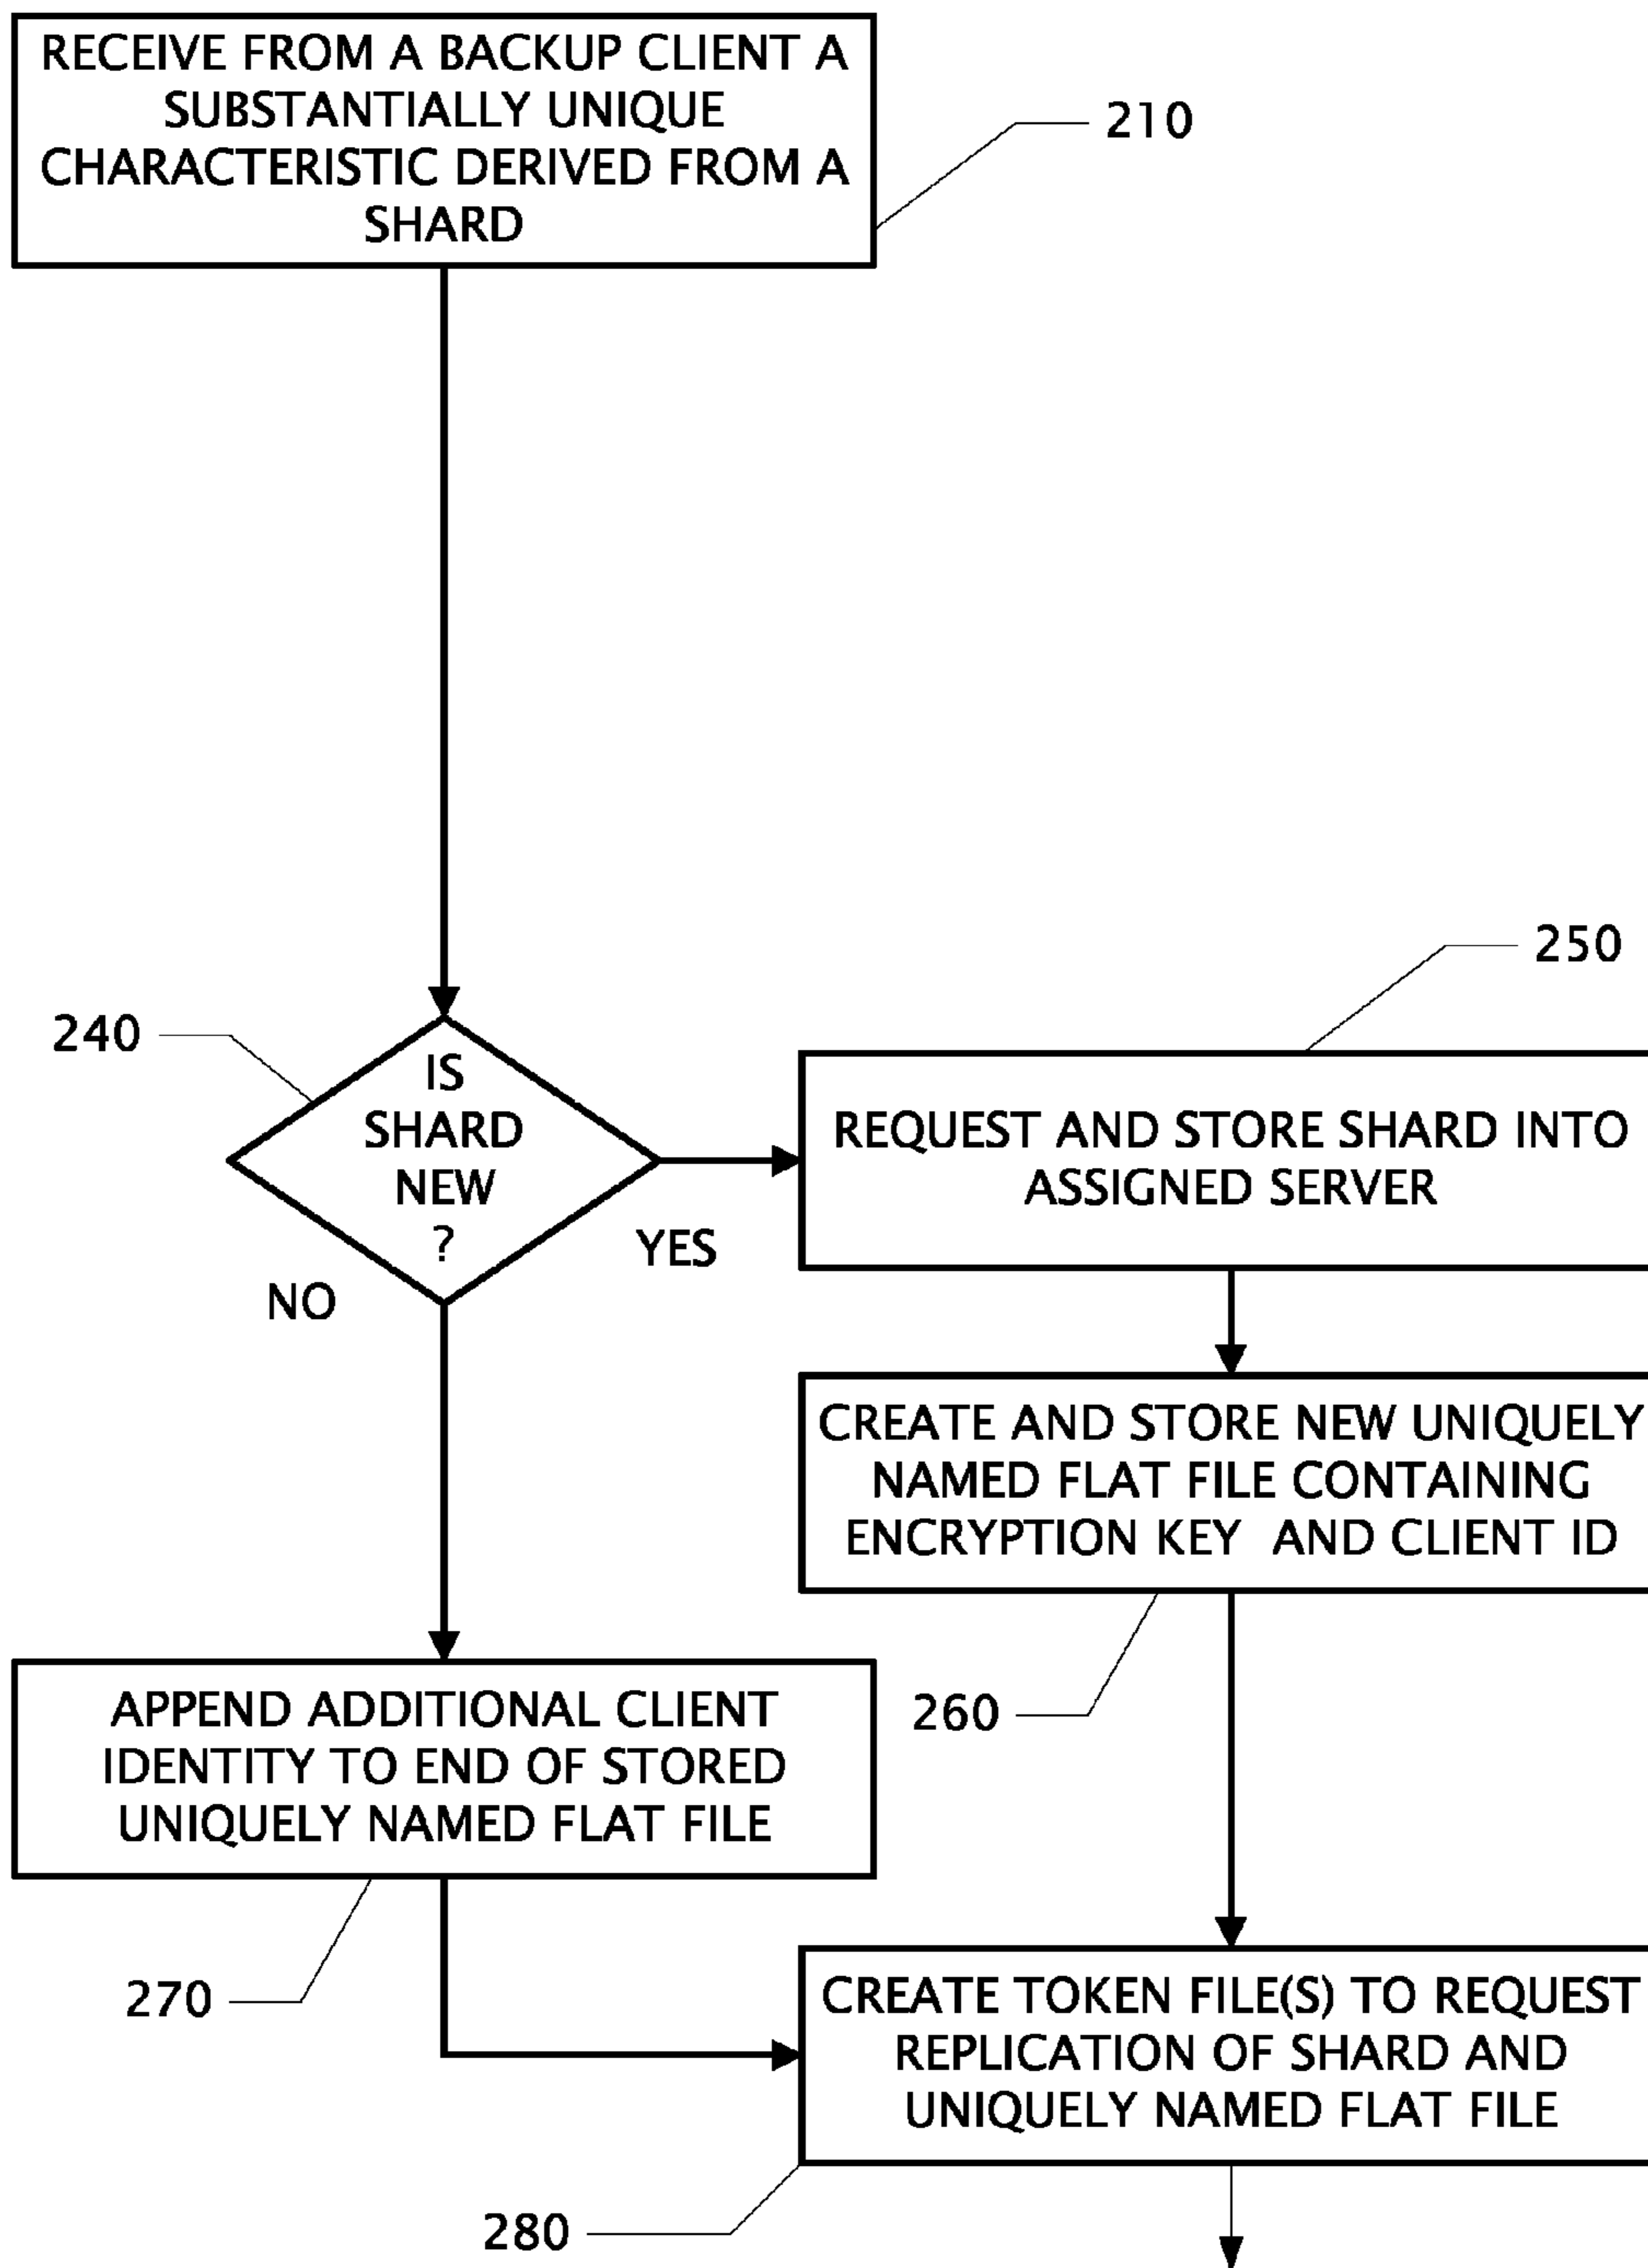 RECEIVE FROM A BACKUP CLIENT A
SUBSTANTIALLY UNIQUE
CHARACTERISTIC DERIVED FROM A
SHARD
210
240
IS
SHARD
NEW
?
YES
NO
250
REQUEST AND STORE SHARD INTO
ASSIGNED SERVER
CREATE AND STORE NEW UNIQUELY
NAMED FLAT FILE CONTAINING
ENCRYPTION KEY AND CLIENT ID
260
APPEND ADDITIONAL CLIENT
IDENTITY TO END OF STORED
UNIQUELY NAMED FLAT FILE
270
CREATE TOKEN FILE(S) TO REQUEST
REPLICATION OF SHARD AND
UNIQUELY NAMED FLAT FILE
280